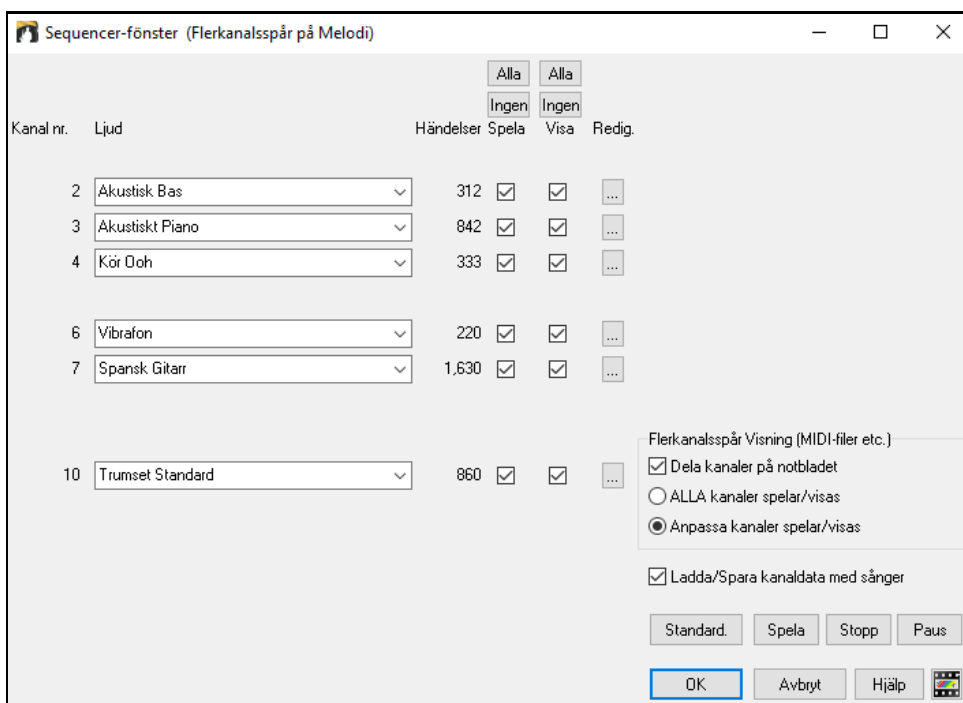 Sequencer-fönster (Flerkanalsspår på Melodi)
Alla Alla
Ingen Ingen
Kanal nr. Ljud Händelser Spela Visa Redig.
2 Akustisk Bas 312 ...
3 Akustiskt Piano 842 ...
4 Kör Ooh 333 ...
6 Vibrafon 220 ...
7 Spansk Gitarr 1,630 ...
Flerkanalsspår Visning (MIDI-filer etc.)
10 Trumset Standard 860 ...
Dela kanaler på notbladet
ALLA kanaler spelar/visas
Anpassa kanaler spelar/visas
Ladda/Spara kanaldata med sånger
Standard. Spela Stopp Paus
OK Avbryt Hjälp